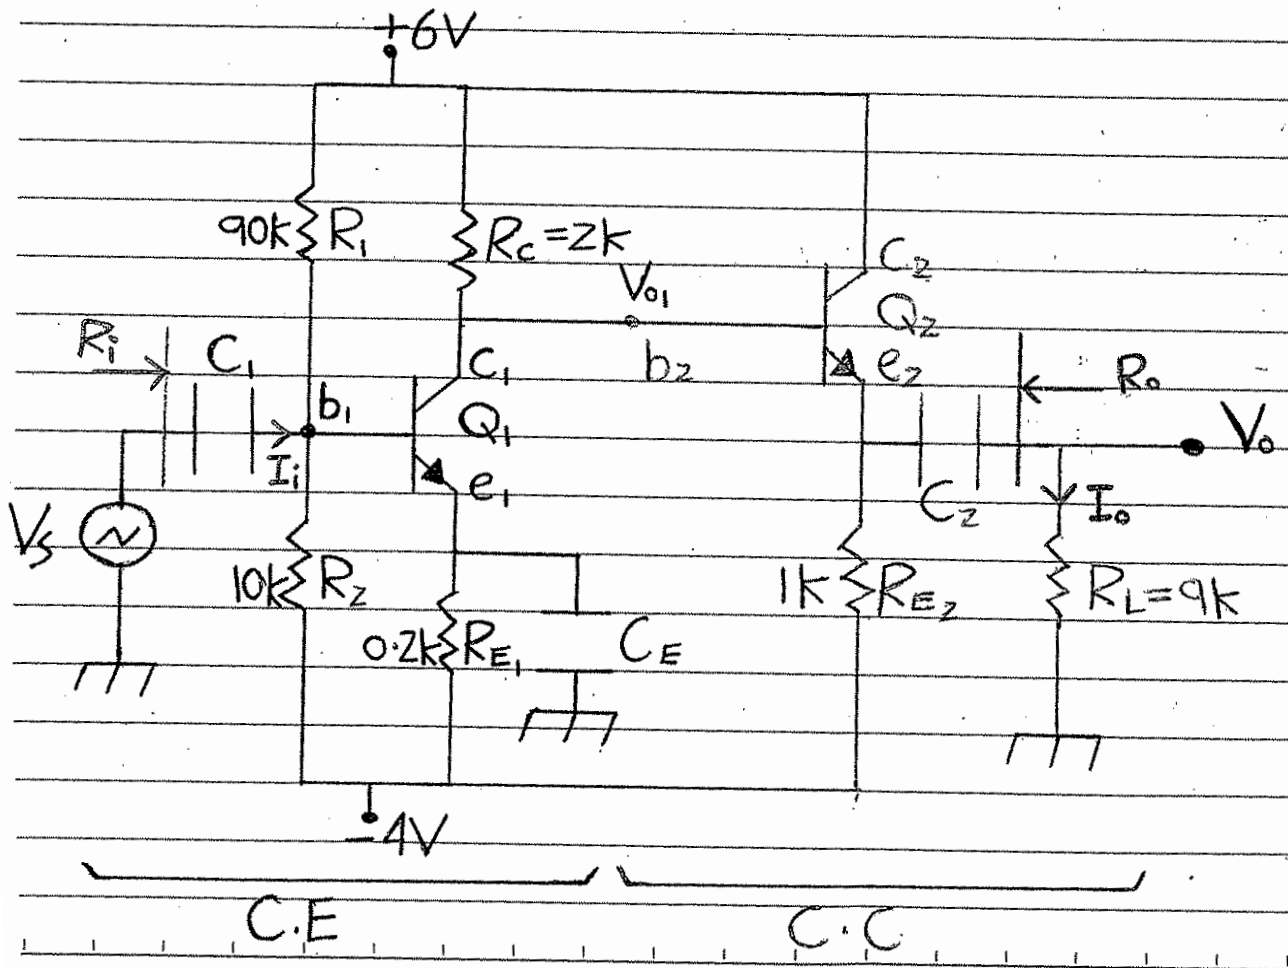 +6V
90k R1 Rc=2k
Vo1
C2
Q2
Ri C1 C1 b2 e2 Ro
b1 Q1 Vo
Ii e1 C2 Io
Vs
10k R2 1k RE2 RL=9k
0.2k RE1 CE
-4V
C.E C.C